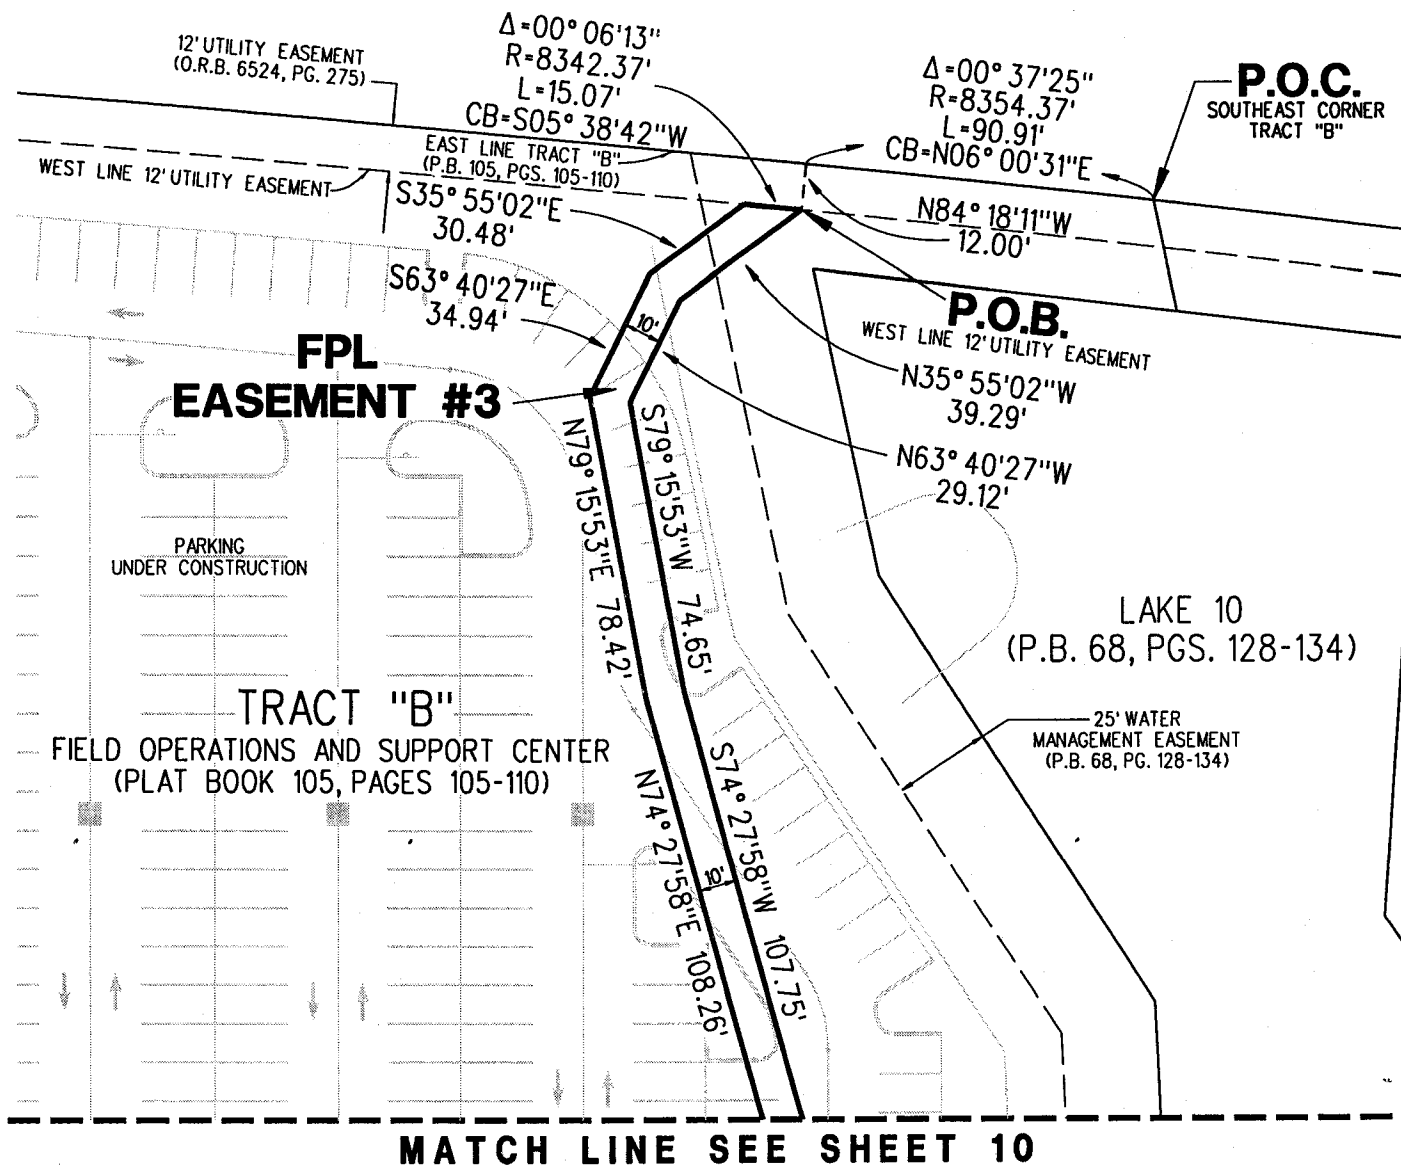 12' UTILITY EASEMENT
(O.R.B. 6524, PG. 275)
Δ=00° 06'13"
R=8342.37'
L=15.07'
CB=S05° 38'42"W
Δ=00° 37'25"
R=8354.37'
L=90.91'
CB=N06° 00'31"E
P.O.C.
SOUTHEAST CORNER
TRACT "B"
EAST LINE TRACT "B"
(P.B. 105, PGS. 105-110)
WEST LINE 12' UTILITY EASEMENT
S35° 55'02"E
30.48'
N84° 18'11"W
12.00'
S63° 40'27"E
34.94'
10'
P.O.B.
WEST LINE 12' UTILITY EASEMENT
FPL
EASEMENT #3
N35° 55'02"W
39.29'
N63° 40'27"W
29.12'
N79° 15'53"E 78.42'
S79° 15'53"W 74.65'
PARKING
UNDER CONSTRUCTION
LAKE 10
(P.B. 68, PGS. 128-134)
TRACT "B"
FIELD OPERATIONS AND SUPPORT CENTER
(PLAT BOOK 105, PAGES 105-110)
25' WATER
MANAGEMENT EASEMENT
(P.B. 68, PG. 128-134)
N74° 27'58"E 108.26'
10'
S74° 27'58"W 107.75'
MATCH LINE SEE SHEET 10